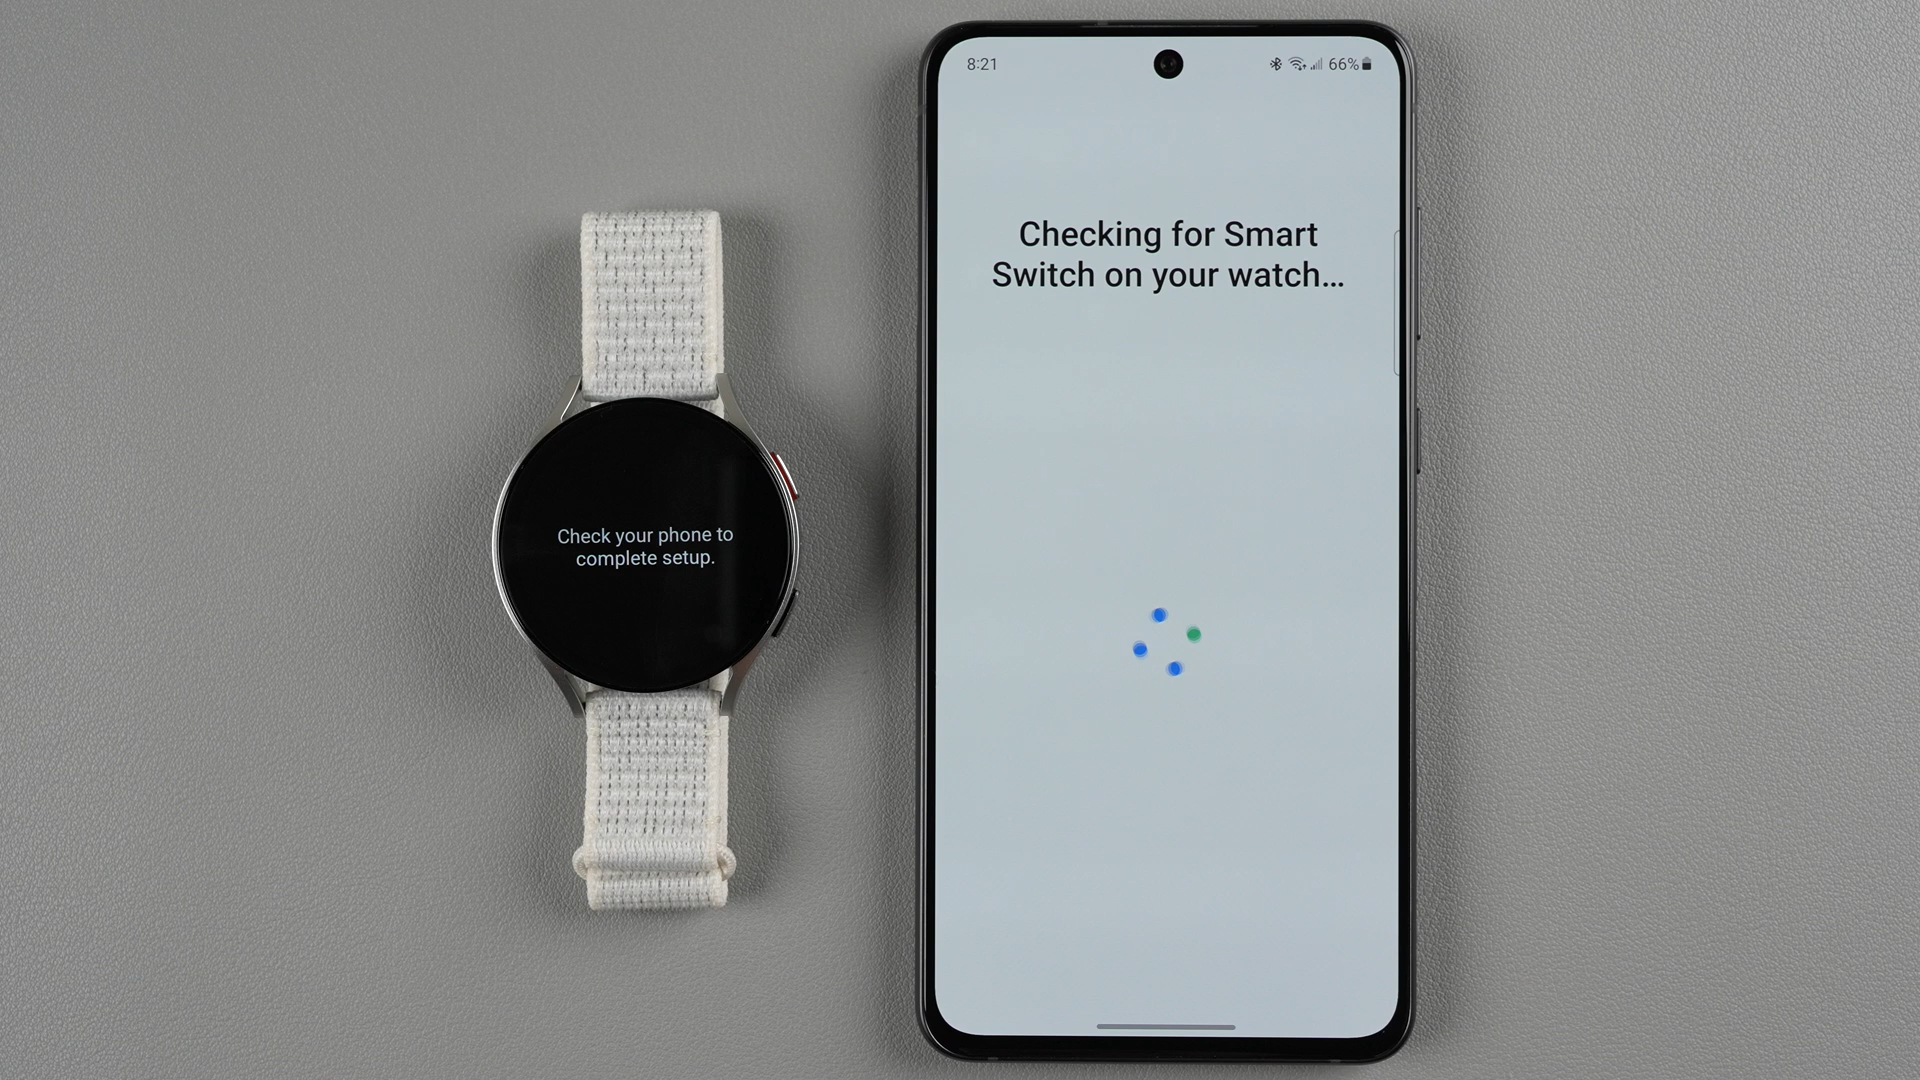 Check your phone to
complete setup.
8:21
66%
Checking for Smart
Switch on your watch...